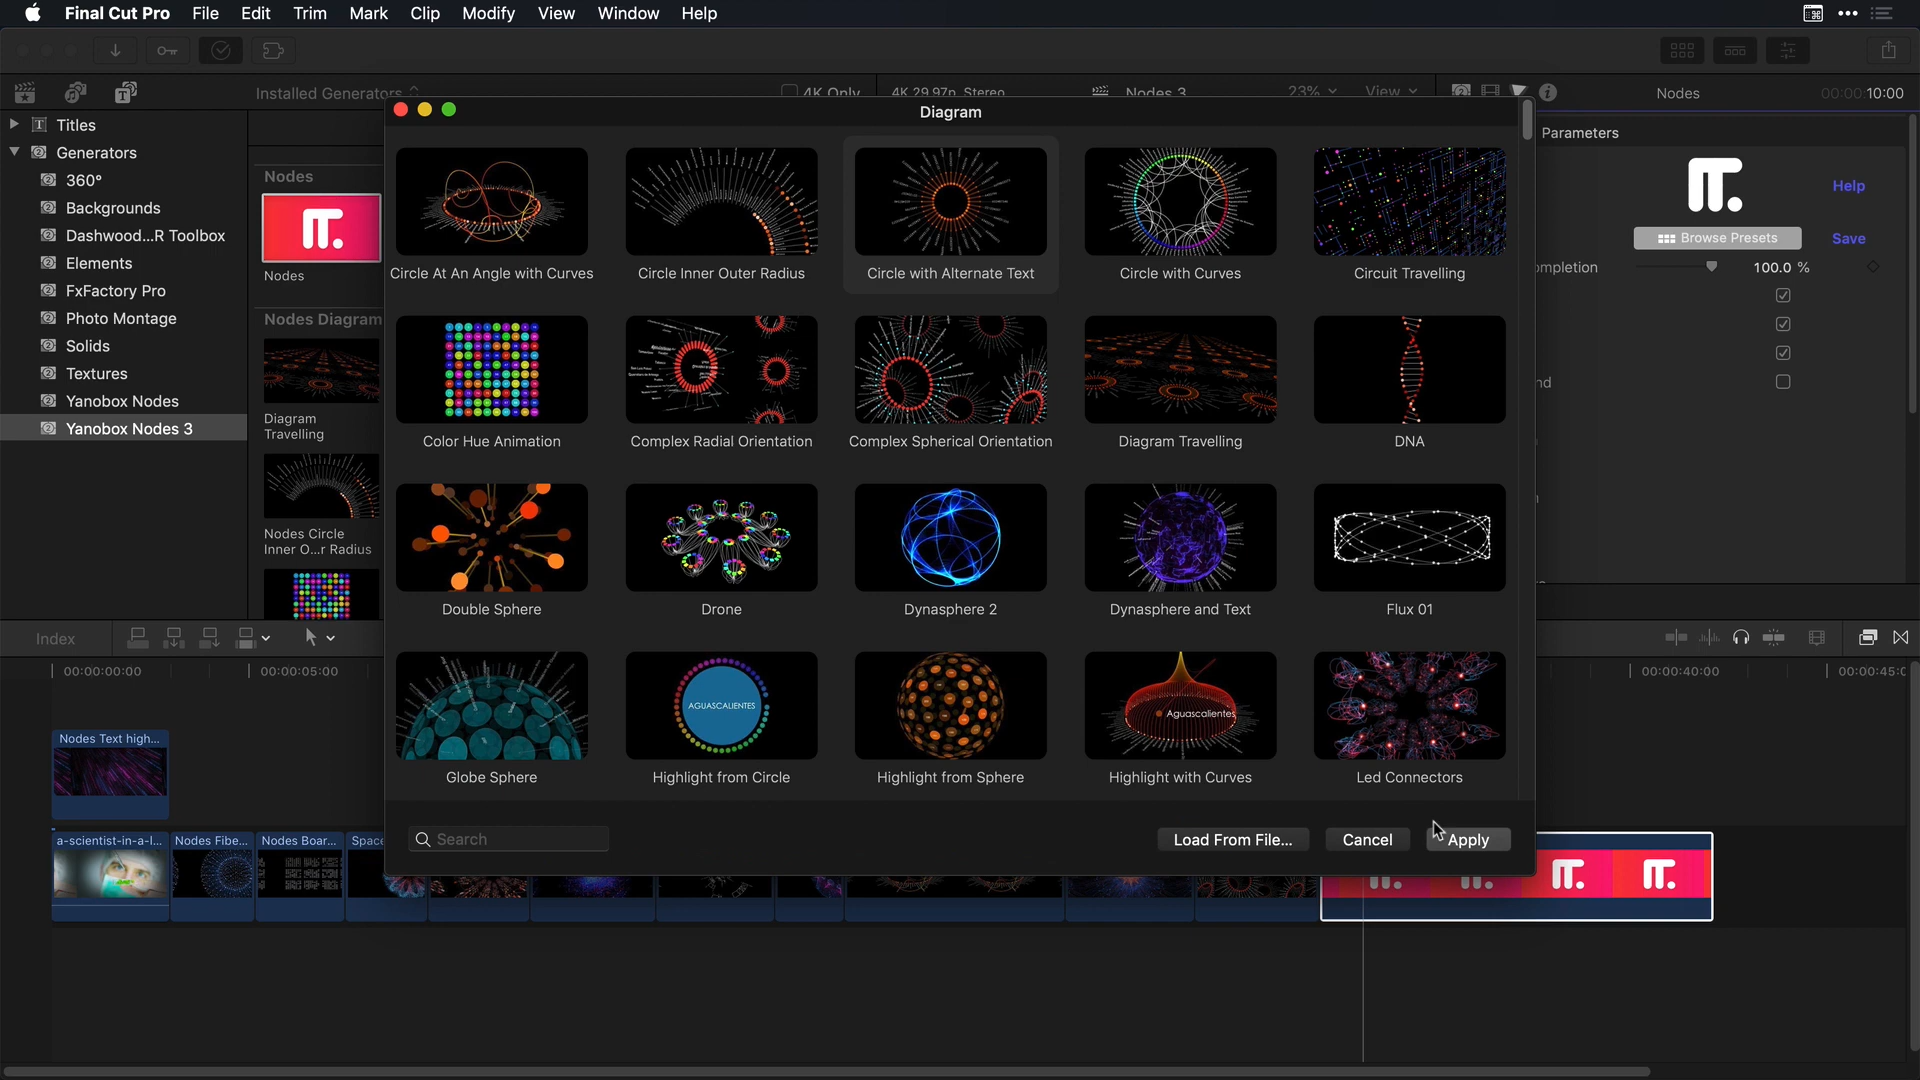 Final Cut Pro File Edit Trim Mark Clip Modify View Window Help
Installed Generators
4K Only
4K 29.97p, Stereo
Nodes 3
23%
View
Nodes
00:00:10:00
Titles
Generators
360°
Backgrounds
Dashwood...R Toolbox
Elements
FxFactory Pro
Photo Montage
Solids
Textures
Yanobox Nodes
Yanobox Nodes 3
Nodes
Nodes
Nodes Diagram
Diagram
Travelling
Nodes Circle
Inner O...r Radius
Diagram
Circle At An Angle with Curves
Circle Inner Outer Radius
Circle with Alternate Text
Circle with Curves
Circuit Travelling
Color Hue Animation
Complex Radial Orientation
Complex Spherical Orientation
Diagram Travelling
DNA
Double Sphere
Drone
Dynasphere 2
Dynasphere and Text
Flux 01
AGUASCALIENTES
Aguascalientes
Globe Sphere
Highlight from Circle
Highlight from Sphere
Highlight with Curves
Led Connectors
Search
Load From File...
Cancel
Apply
Parameters
Help
Browse Presets
Save
mpletion
100.0 %
nd
Index
00:00:00:00
00:00:05:00
00:00:40:00
00:00:45:0
Nodes Text high...
a-scientist-in-a-l...
Nodes Fibe...
Nodes Boar...
Space